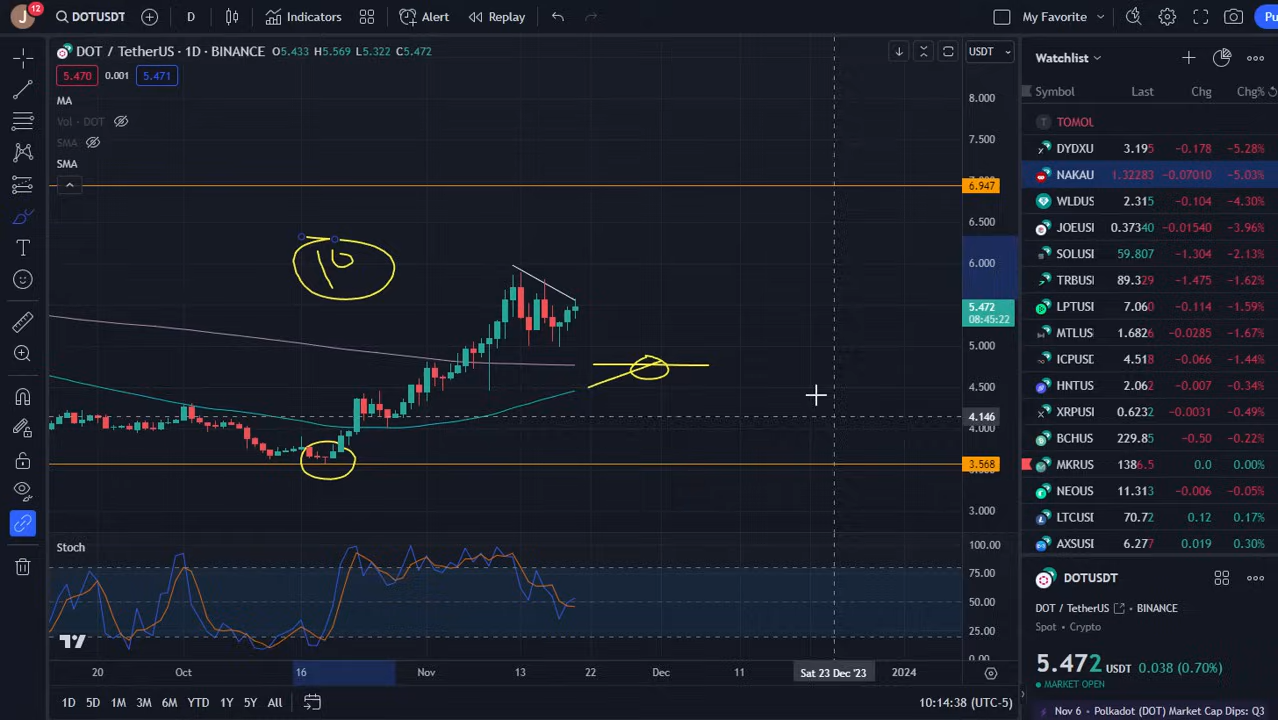 J 12 DOTUSDT D Indicators Alert Replay My Favorite Pu
DOT / TetherUS · 1D · BINANCE O5.433 H5.569 L5.322 C5.472 USDT
5.470 0.001 5.471
MA
Vol · DOT
SMA
SMA
8.000
7.500
6.947
6.500
6.000
5.472
08:45:22
5.000
4.500
4.146
4.000
3.568
3.000
Stoch
100.00
75.00
50.00
25.00
0.00
20 Oct 16 Nov 13 22 Dec 11 Sat 23 Dec '23 2024
1D 5D 1M 3M 6M YTD 1Y 5Y All 10:14:38 (UTC-5)
Watchlist
Symbol Last Chg Chg%
T TOMOL
DYDXU 3.195 −0.178 −5.28%
NAKAU 1.32283 −0.07010 −5.03%
WLDUS 2.315 −0.104 −4.30%
JOEUSI 0.37340 −0.01540 −3.96%
SOLUSI 59.807 −1.304 −2.13%
TRBUSI 89.329 −1.475 −1.62%
LPTUSI 7.060 −0.114 −1.59%
MTLUS 1.6826 −0.0285 −1.67%
ICPUSE 4.518 −0.066 −1.44%
HNTUS 2.062 −0.007 −0.34%
XRPUS 0.6232 −0.0031 −0.49%
BCHUS 229.85 −0.50 −0.22%
MKRUS 1386.5 0.0 0.00%
NEOUS 11.313 −0.006 −0.05%
LTCUSI 70.72 0.12 0.17%
AXSUSI 6.277 0.019 0.30%
DOTUSDT
DOT / TetherUS • BINANCE
Spot • Crypto
5.472 USDT 0.038 (0.70%)
MARKET OPEN
Nov 6 • Polkadot (DOT) Market Cap Dips: Q3